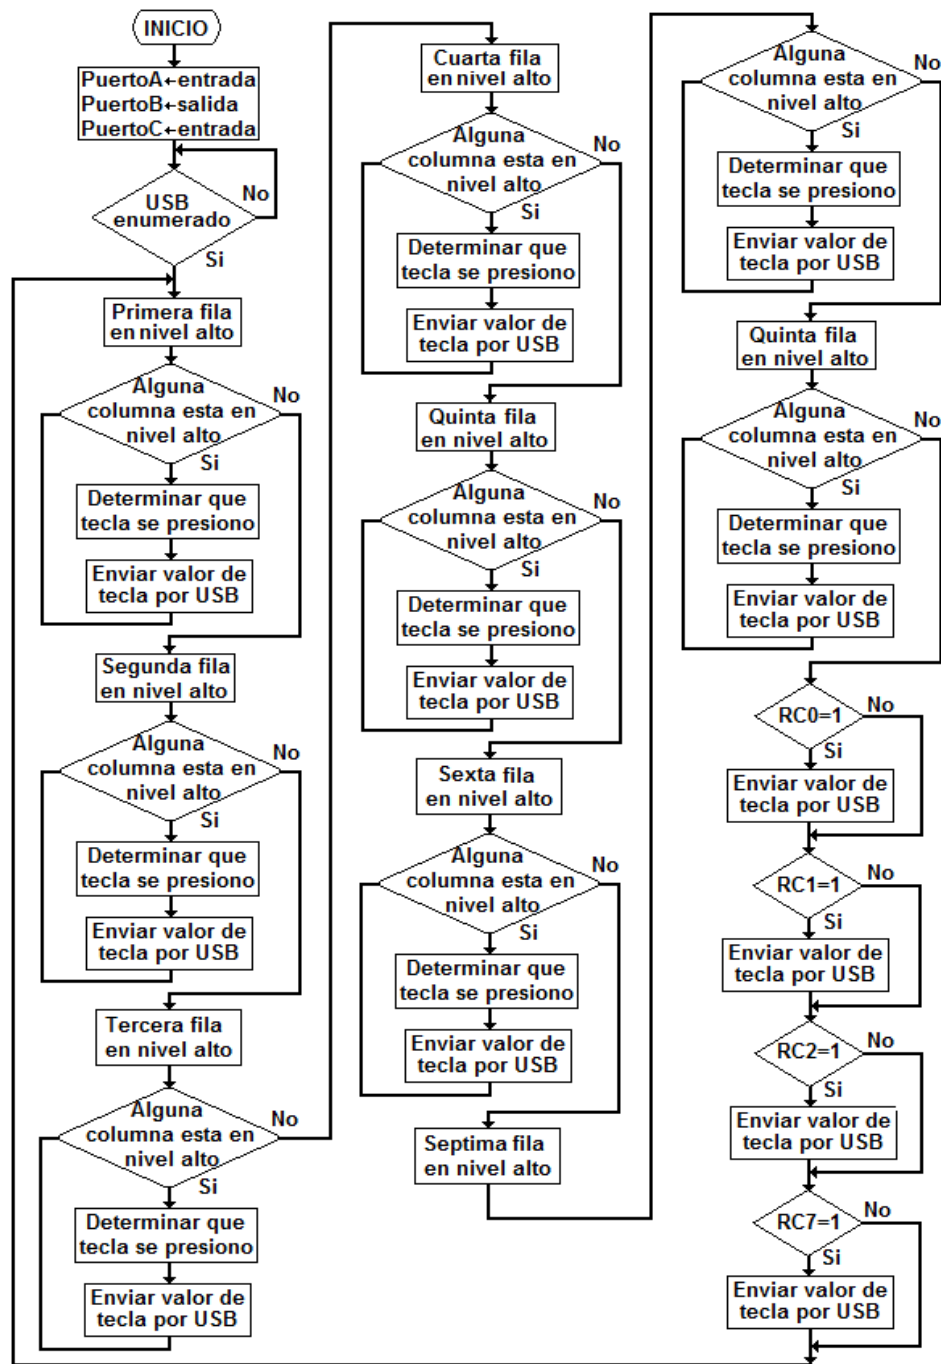 INICIO
PuertoA←entrada
PuertoB←salida
PuertoC←entrada
USB
enumerado
No
Si
Primera fila
en nivel alto
Alguna
columna esta en
nivel alto
No
Si
Determinar que
tecla se presiono
Enviar valor de
tecla por USB
Segunda fila
en nivel alto
Alguna
columna esta en
nivel alto
No
Si
Determinar que
tecla se presiono
Enviar valor de
tecla por USB
Tercera fila
en nivel alto
Alguna
columna esta en
nivel alto
No
Si
Determinar que
tecla se presiono
Enviar valor de
tecla por USB
Cuarta fila
en nivel alto
Alguna
columna esta en
nivel alto
No
Si
Determinar que
tecla se presiono
Enviar valor de
tecla por USB
Quinta fila
en nivel alto
Alguna
columna esta en
nivel alto
No
Si
Determinar que
tecla se presiono
Enviar valor de
tecla por USB
Sexta fila
en nivel alto
Alguna
columna esta en
nivel alto
No
Si
Determinar que
tecla se presiono
Enviar valor de
tecla por USB
Septima fila
en nivel alto
Alguna
columna esta en
nivel alto
No
Si
Determinar que
tecla se presiono
Enviar valor de
tecla por USB
Quinta fila
en nivel alto
Alguna
columna esta en
nivel alto
No
Si
Determinar que
tecla se presiono
Enviar valor de
tecla por USB
RC0=1
No
Si
Enviar valor de
tecla por USB
RC1=1
No
Si
Enviar valor de
tecla por USB
RC2=1
No
Si
Enviar valor de
tecla por USB
RC7=1
No
Si
Enviar valor de
tecla por USB